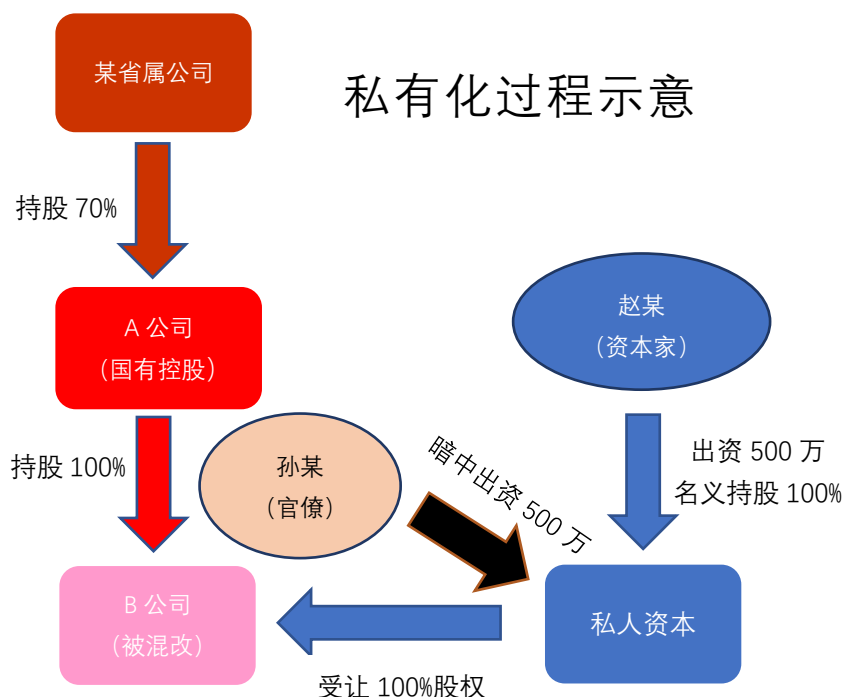 私有化过程示意
某省属公司
持股 70%
A 公司
（国有控股）
持股 100%
B 公司
（被混改）
孙某
（官僚）
暗中出资 500 万
赵某
（资本家）
出资 500 万
名义持股 100%
私人资本
受让 100%股权